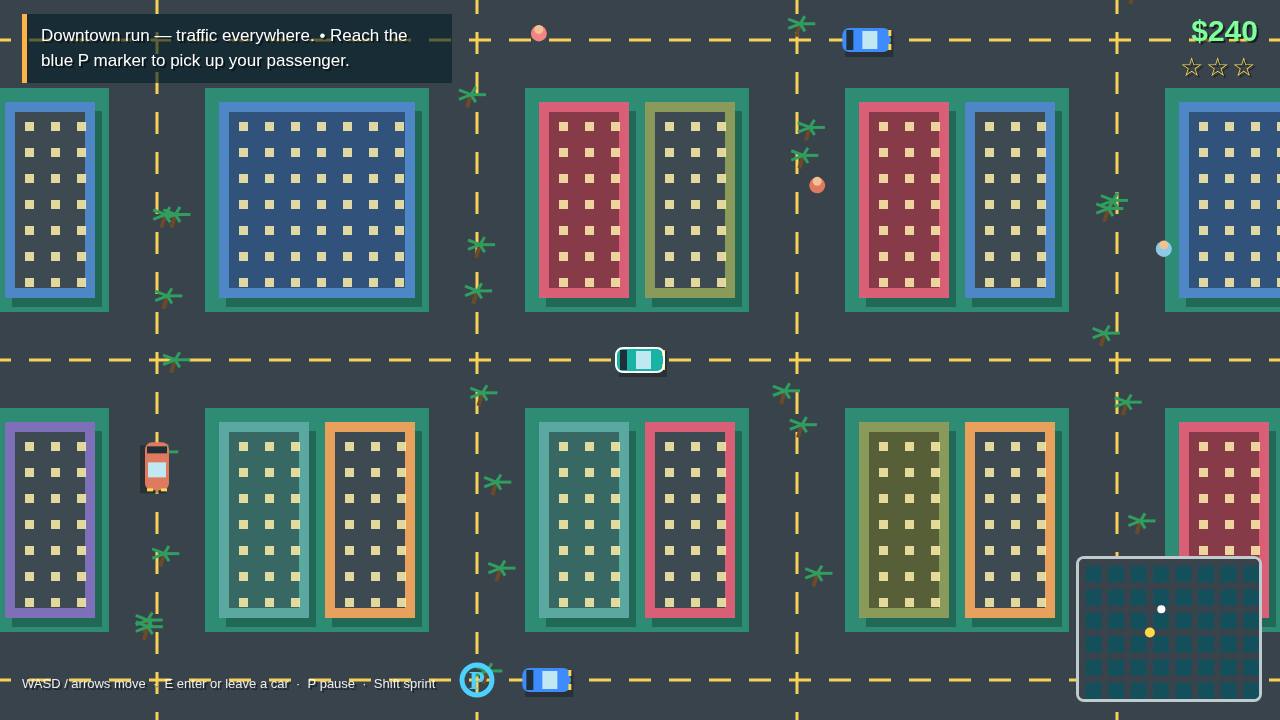 Downtown run — traffic everywhere. • Reach the
blue P marker to pick up your passenger.
$240
☆☆☆
WASD / arrows move · E enter or leave a car · P pause · Shift sprint
P